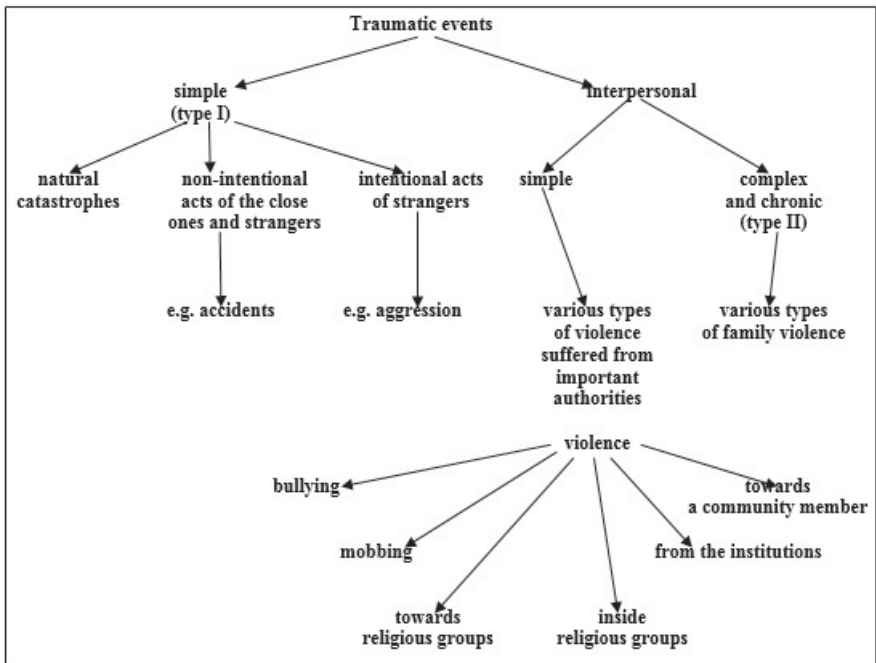 Traumatic events
simple
(type I)
interpersonal
natural
catastrophes
non-intentional
acts of the close
ones and strangers
intentional acts
of strangers
simple
complex
and chronic
(type II)
e.g. accidents
e.g. aggression
various types
of violence
suffered from
important
authorities
various types
of family violence
violence
bullying
towards
a community member
mobbing
from the institutions
towards
religious groups
inside
religious groups